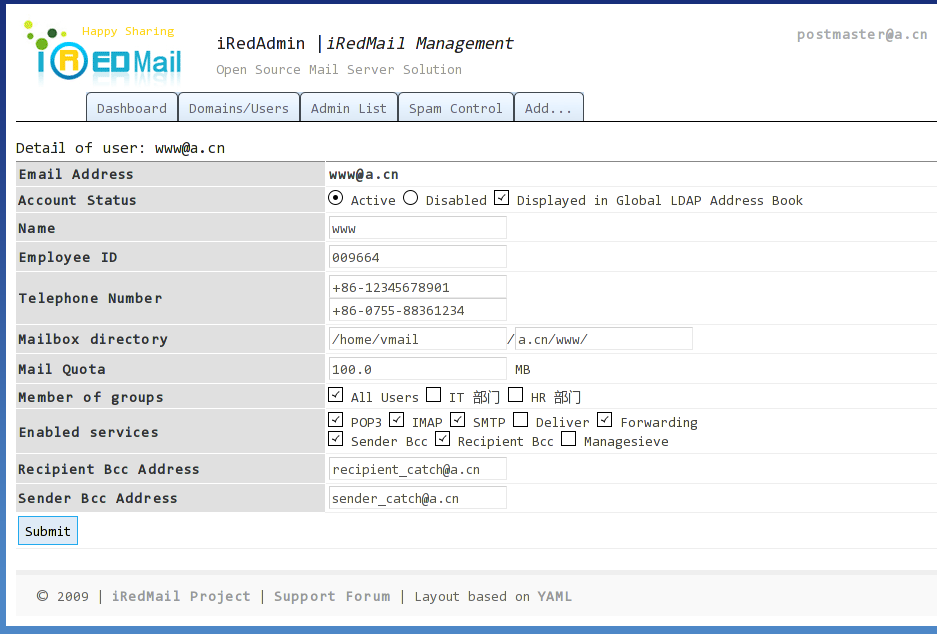 Happy Sharing
iREDMail
iRedAdmin | iRedMail Management
postmaster@a.cn
Open Source Mail Server Solution
Dashboard Domains/Users Admin List Spam Control Add...
Detail of user: www@a.cn
Email Address www@a.cn
Account Status Active Disabled Displayed in Global LDAP Address Book
Name www
Employee ID 009664
Telephone Number +86-12345678901
+86-0755-88361234
Mailbox directory /home/vmail / a.cn/www/
Mail Quota 100.0 MB
Member of groups All Users IT 部门 HR 部门
Enabled services POP3 IMAP SMTP Deliver Forwarding
Sender Bcc Recipient Bcc Managesieve
Recipient Bcc Address recipient_catch@a.cn
Sender Bcc Address sender_catch@a.cn
Submit
© 2009 | iRedMail Project | Support Forum | Layout based on YAML